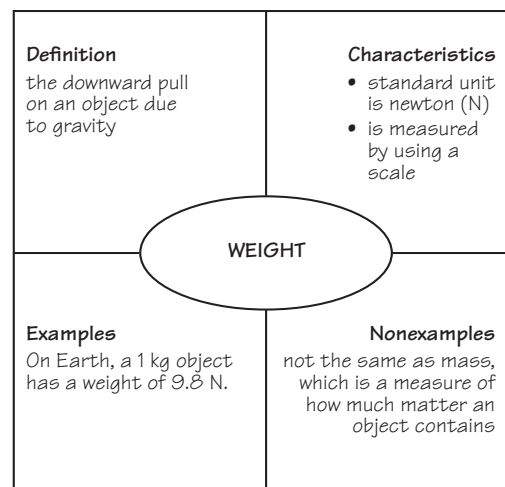 Definition
the downward pull
on an object due
to gravity
Characteristics
• standard unit
is newton (N)
• is measured
by using a
scale
WEIGHT
Examples
On Earth, a 1 kg object
has a weight of 9.8 N.
Nonexamples
not the same as mass,
which is a measure of
how much matter an
object contains